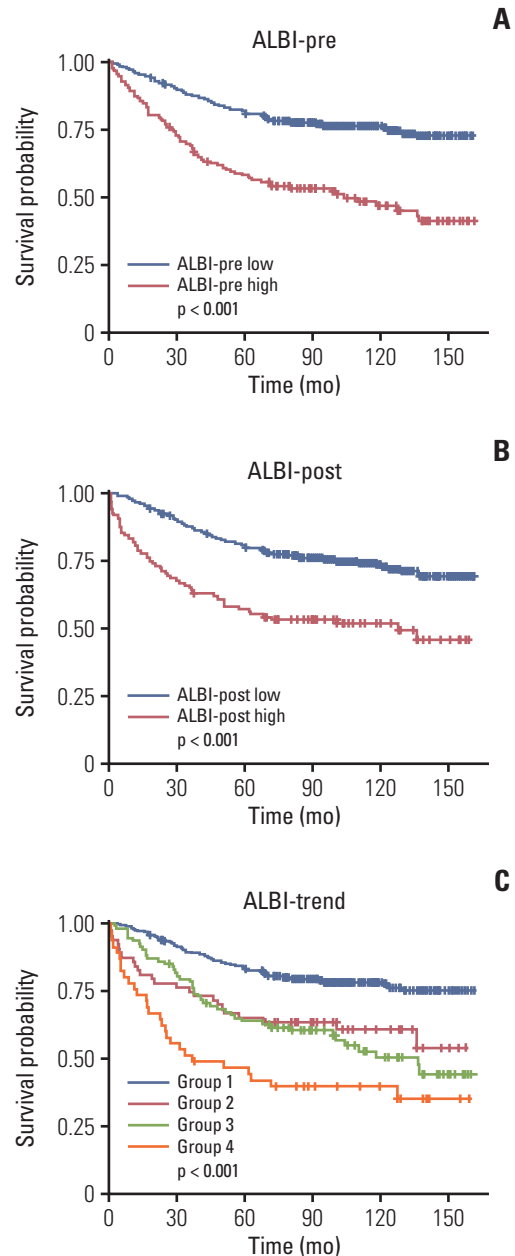 A
ALBI-pre
Survival probability
1.00
0.75
0.50
0.25
0
ALBI-pre low
ALBI-pre high
p < 0.001
0 30 60 90 120 150
Time (mo)
B
ALBI-post
Survival probability
1.00
0.75
0.50
0.25
0
ALBI-post low
ALBI-post high
p < 0.001
0 30 60 90 120 150
Time (mo)
C
ALBI-trend
Survival probability
1.00
0.75
0.50
0.25
0
Group 1
Group 2
Group 3
Group 4
p < 0.001
0 30 60 90 120 150
Time (mo)